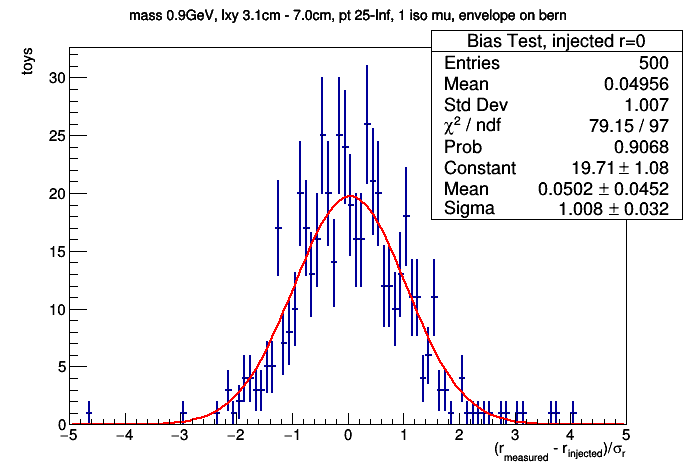 mass 0.9GeV, lxy 3.1cm - 7.0cm, pt 25-Inf, 1 iso mu, envelope on bern
Bias Test, injected r=0
Entries 500
Mean 0.04956
Std Dev 1.007
χ² / ndf 79.15 / 97
Prob 0.9068
Constant 19.71 ± 1.08
Mean 0.0502 ± 0.0452
Sigma 1.008 ± 0.032
toys
30
25
20
15
10
5
0
−5 −4 −3 −2 −1 0 1 2 3 4 5
(r_measured - r_injected)/σ_r